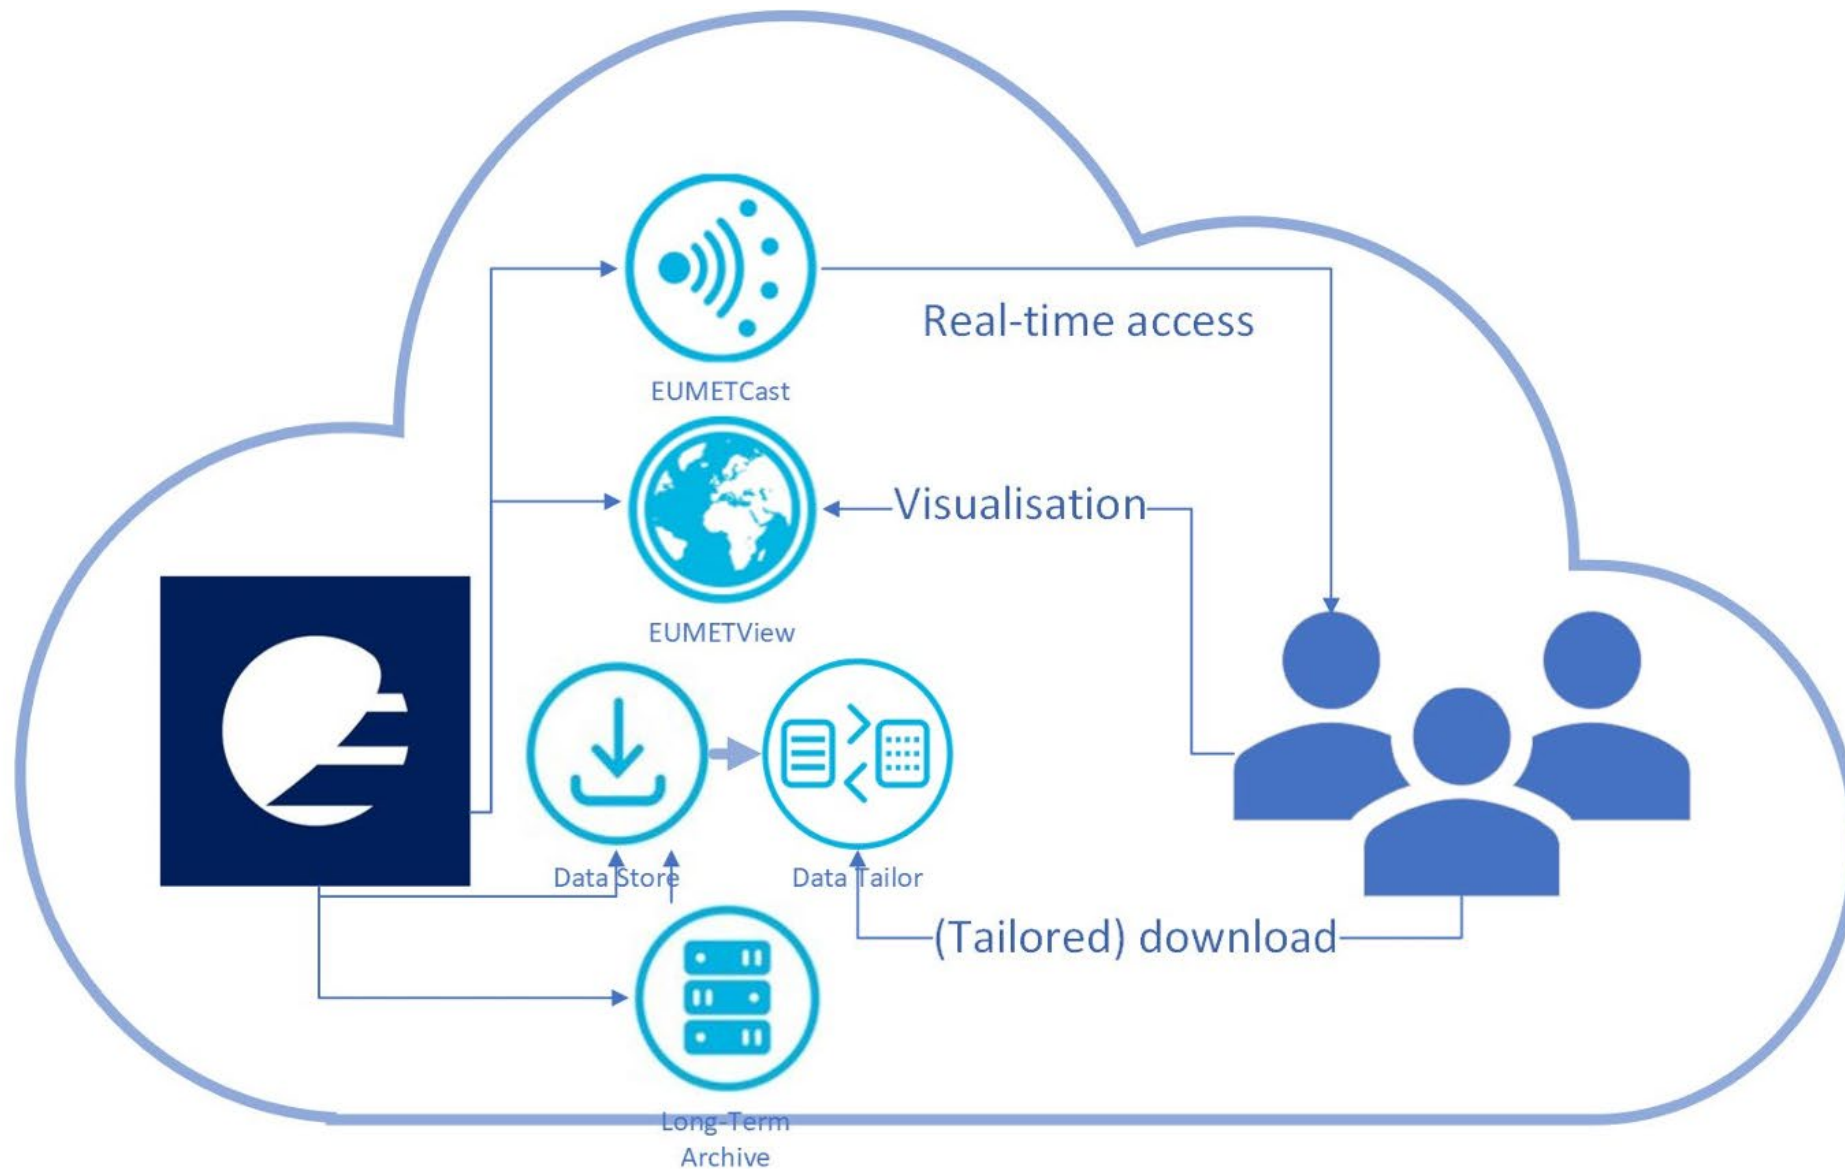 EUMETCast
Real-time access
EUMETView
Visualisation
Data Store
Data Tailor
(Tailored) download
Long-Term
Archive